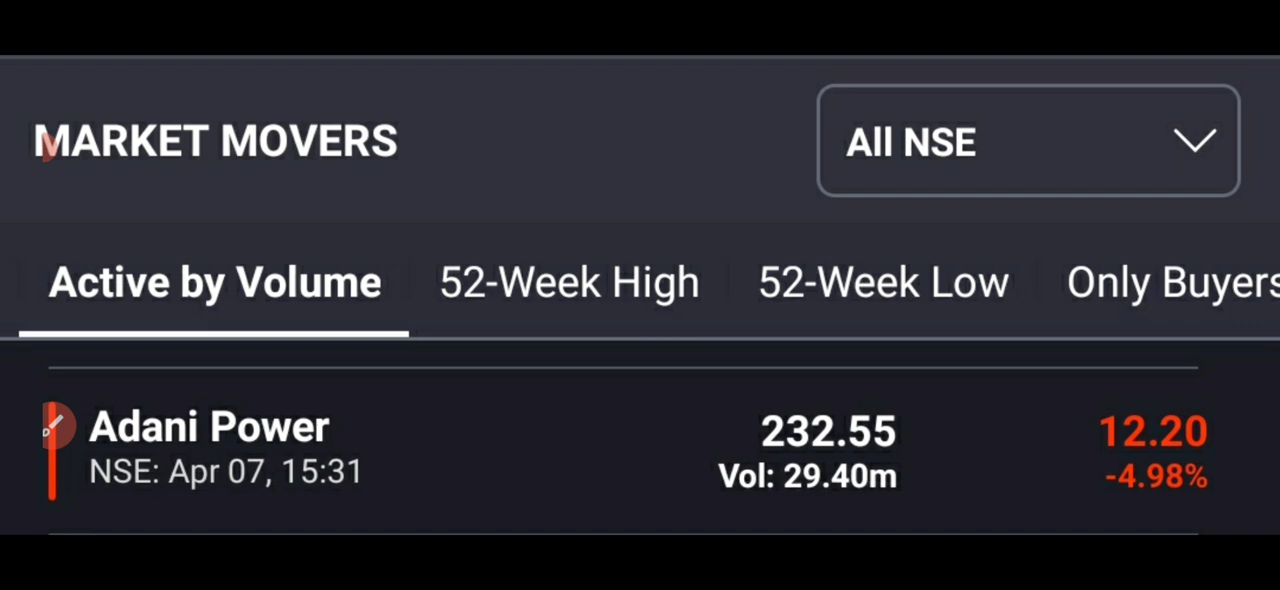 MARKET MOVERS
All NSE
Active by Volume 52-Week High 52-Week Low Only Buyers
Adani Power 232.55 12.20
NSE: Apr 07, 15:31 Vol: 29.40m -4.98%